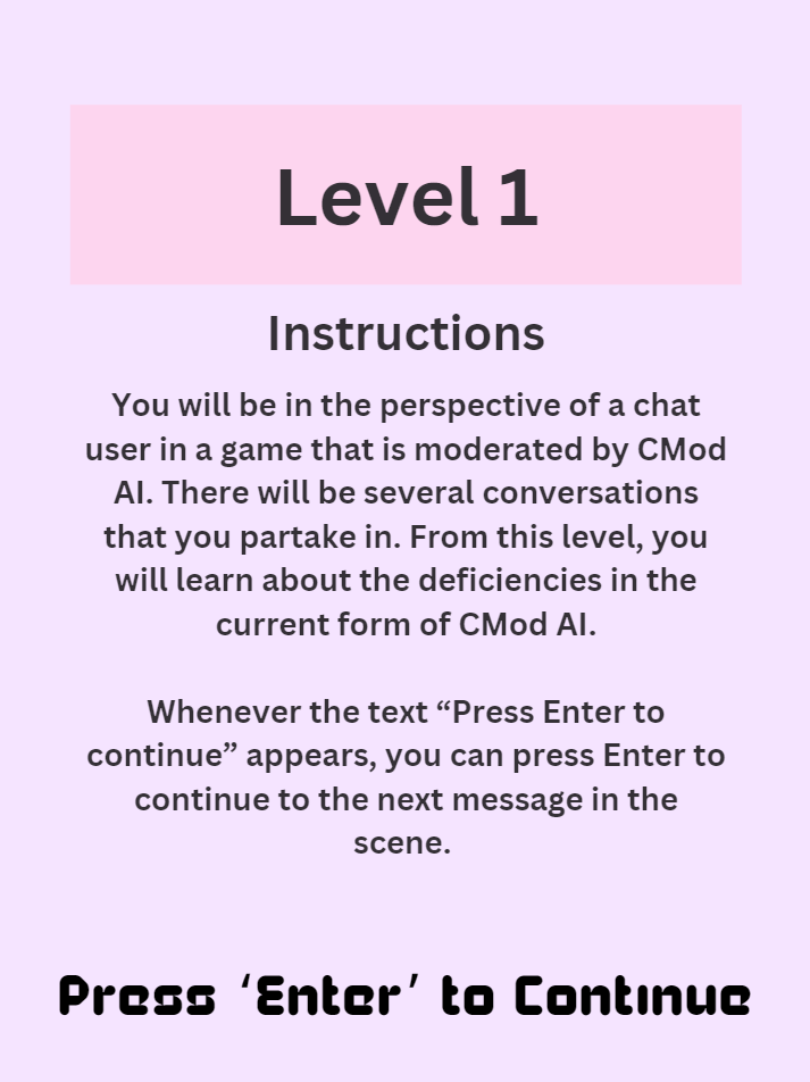 Level 1
Instructions
You will be in the perspective of a chat
user in a game that is moderated by CMod
AI. There will be several conversations
that you partake in. From this level, you
will learn about the deficiencies in the
current form of CMod AI.
Whenever the text “Press Enter to
continue” appears, you can press Enter to
continue to the next message in the
scene.
Press ‘Enter’ to Continue